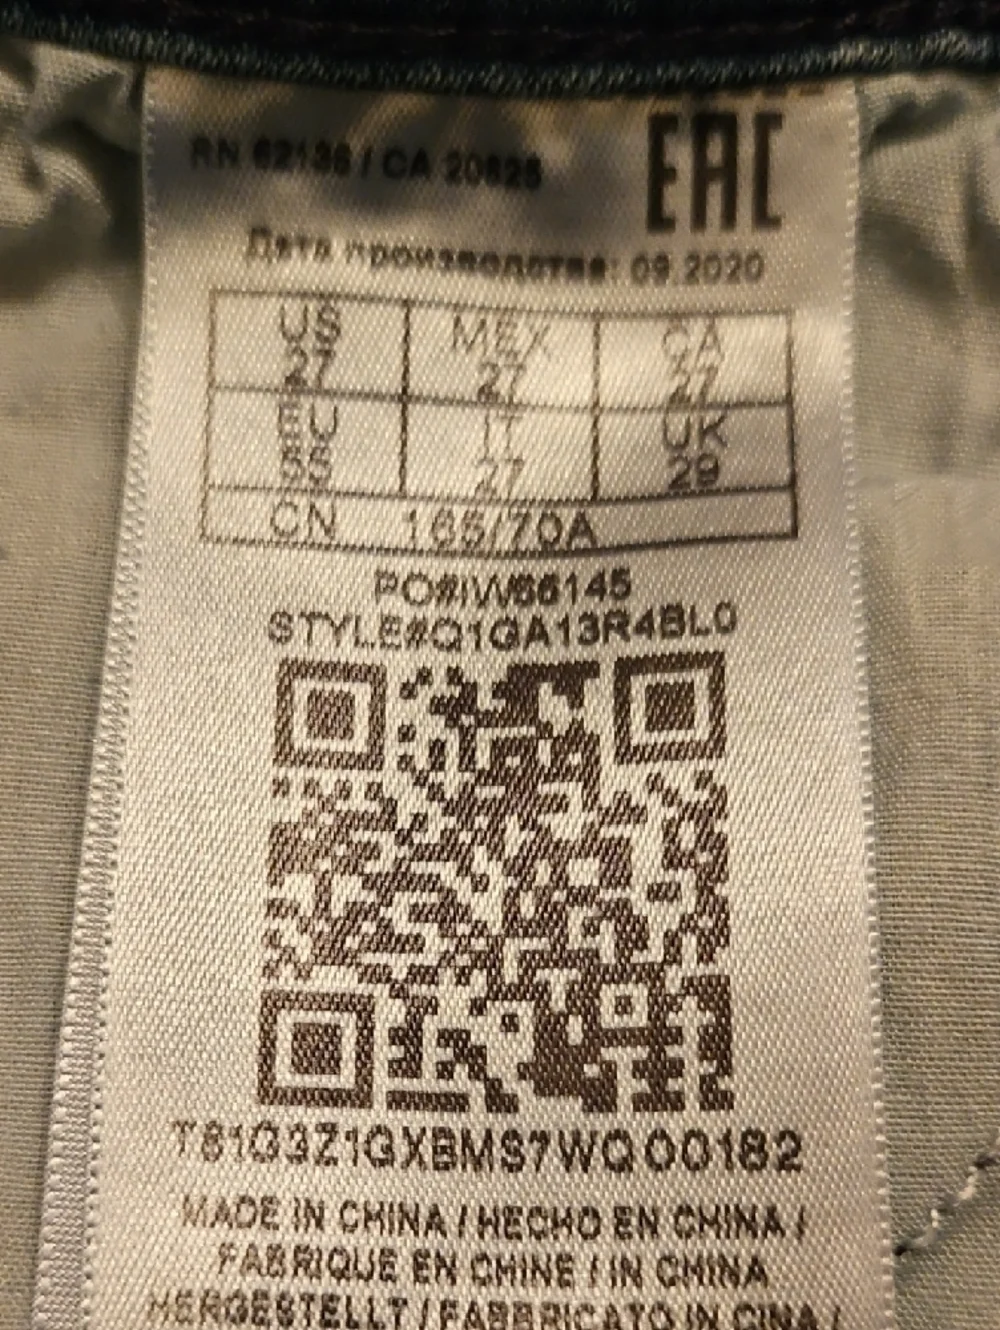 RN 62136 / CA 20825
EAC
Дата производства: 09.2020
US MEX CA
27 27 27
EU IT UK
27 29
CN 165/70A
PO#IW66145
STYLE#Q1GA13R4BL0
T81G3Z1GXBMS7WQ00182
MADE IN CHINA / HECHO EN CHINA /
FABRIQUE EN CHINE / IN CHINA
HERGESTELLT / FABBRICATO IN CINA /